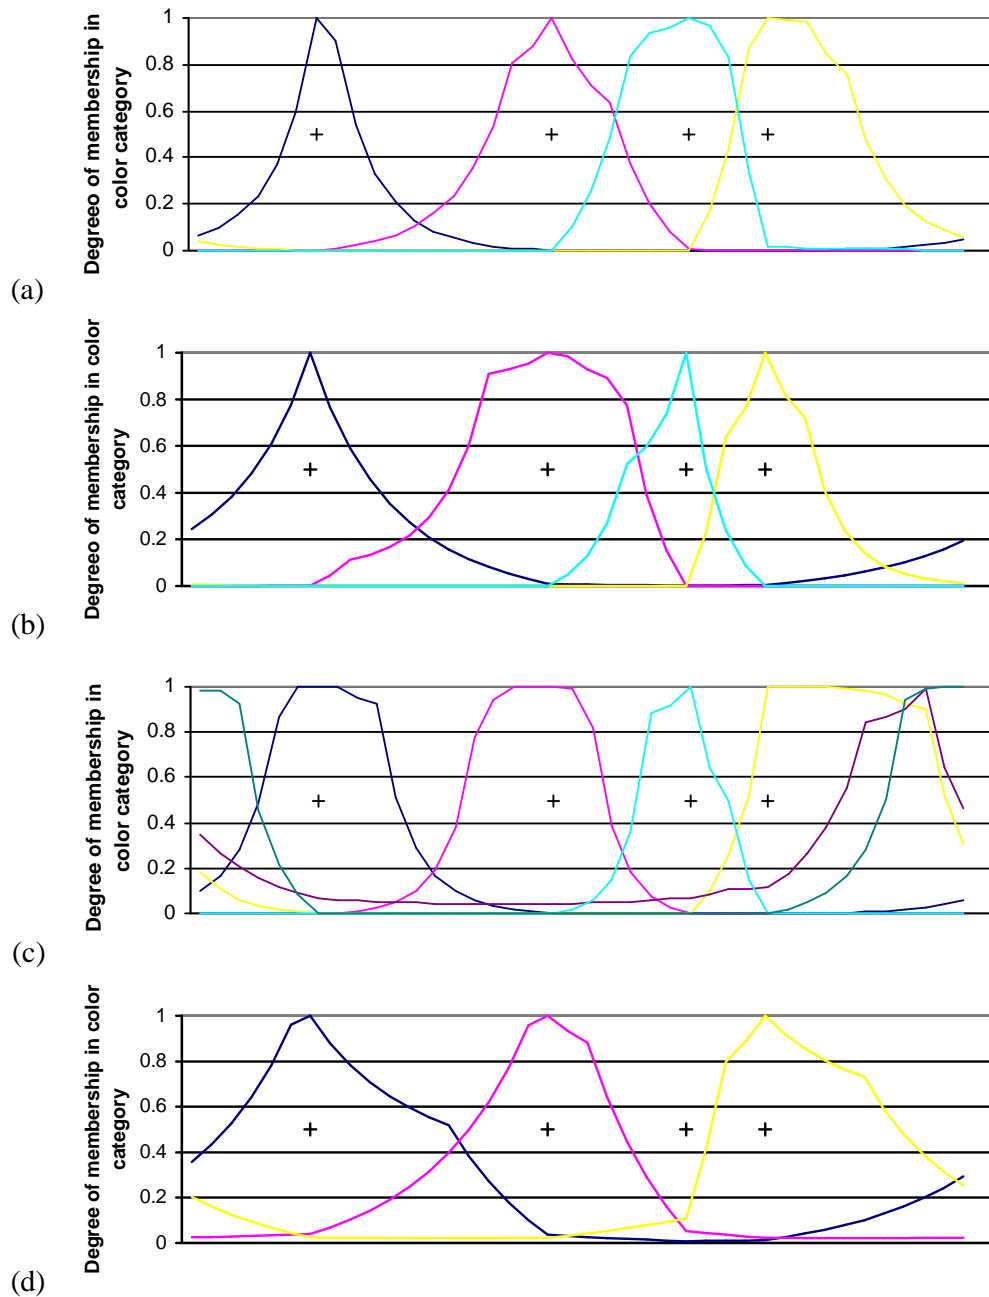 Degreeo of membership in
color category
1
0.8
0.6
0.4
0.2
0
(a)
Degreeo of membership in color
category
1
0.8
0.6
0.4
0.2
0
(b)
Degree of membership in
color category
1
0.8
0.6
0.4
0.2
0
(c)
Degree of membership in color
category
1
0.8
0.6
0.4
0.2
0
(d)